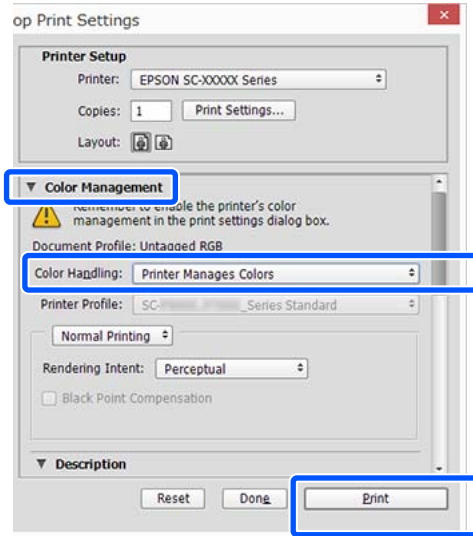 op Print Settings
Printer Setup
Printer: EPSON SC-XXXXX Series
Copies: 1 Print Settings...
Layout:
▼ Color Management
Remember to enable the printer's color
management in the print settings dialog box.
Document Profile: Untagged RGB
Color Handling: Printer Manages Colors
Printer Profile: SC- _Series Standard
Normal Printing
Rendering Intent: Perceptual
Black Point Compensation
▼ Description
Reset Done Print